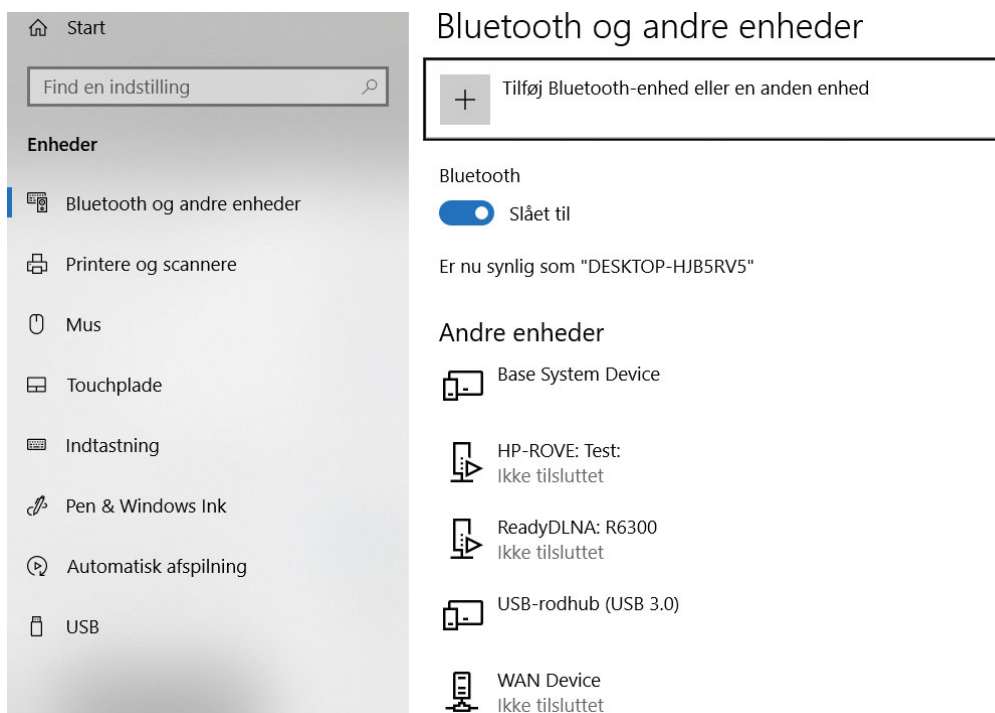 Start
Find en indstilling
Enheder
Bluetooth og andre enheder
Printere og scannere
Mus
Touchplade
Indtastning
Pen & Windows Ink
Automatisk afspilning
USB
Bluetooth og andre enheder
Tilføj Bluetooth-enhed eller en anden enhed
Bluetooth
Slået til
Er nu synlig som "DESKTOP-HJB5RV5"
Andre enheder
Base System Device
HP-ROVE: Test:
Ikke tilsluttet
ReadyDLNA: R6300
Ikke tilsluttet
USB-rodhub (USB 3.0)
WAN Device
Ikke tilsluttet